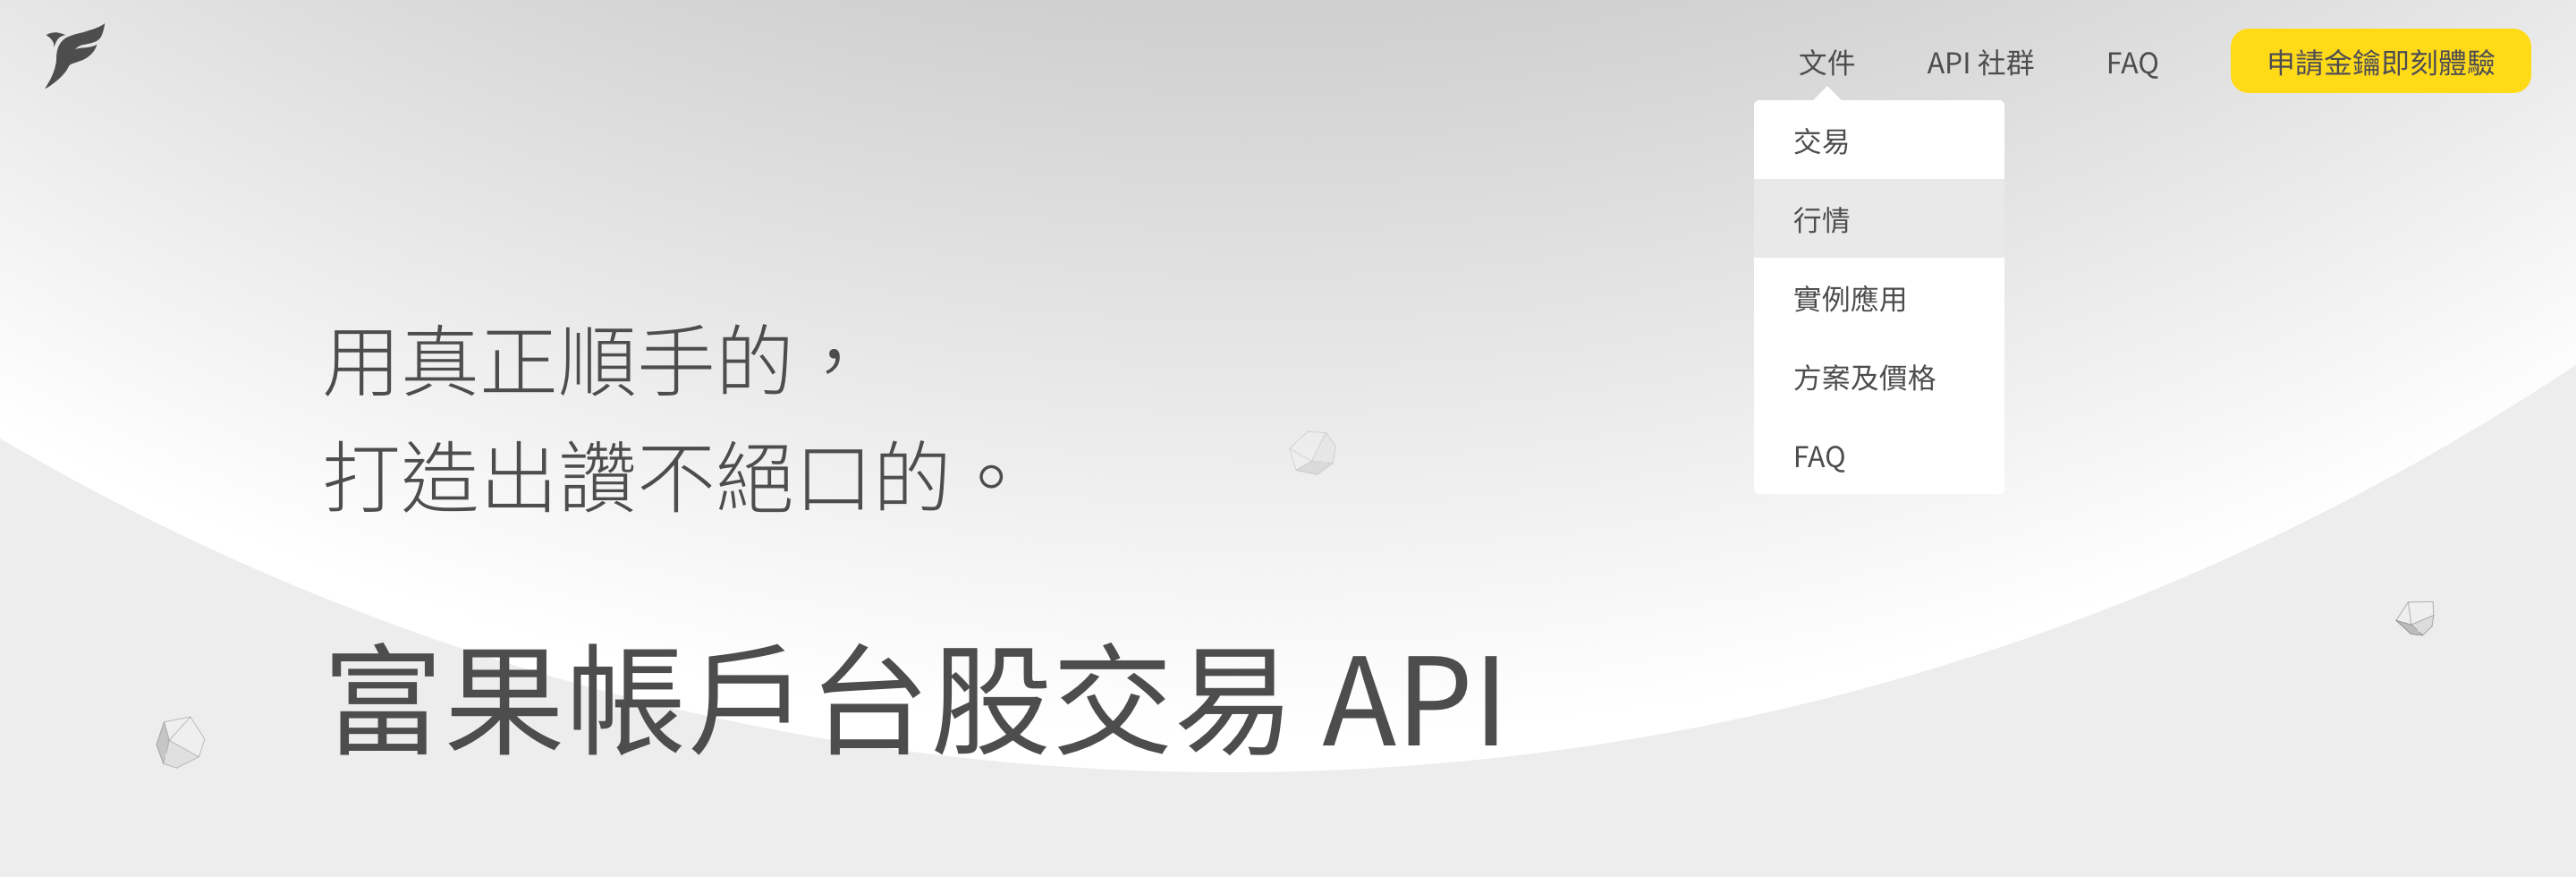 文件
API 社群
FAQ
申請金鑰即刻體驗
交易
行情
實例應用
方案及價格
FAQ
用真正順手的，
打造出讚不絕口的。
富果帳戶台股交易 API